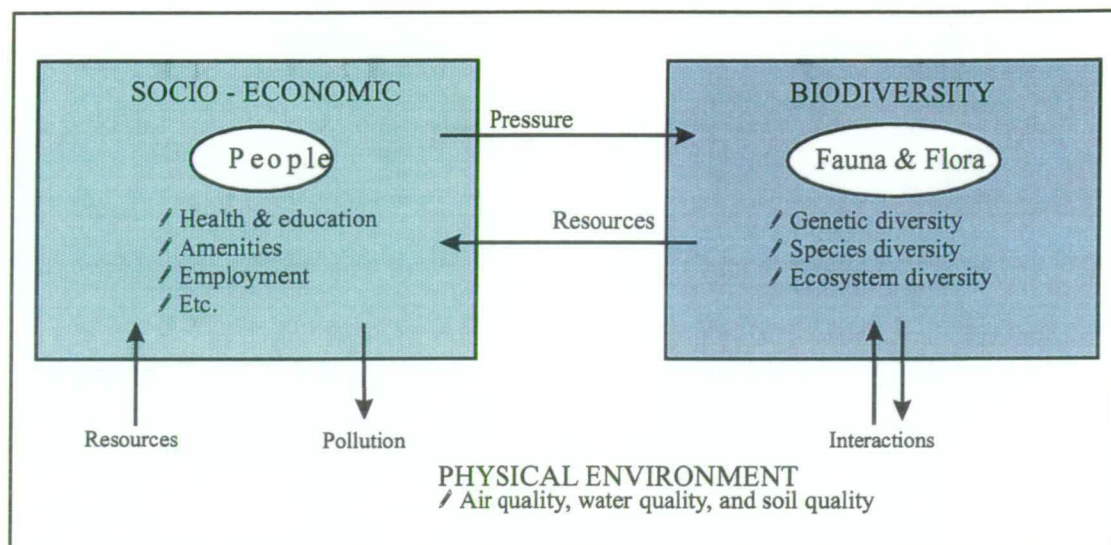 SOCIO - ECONOMIC
People
Health & education
Amenities
Employment
Etc.
Pressure
Resources
BIODIVERSITY
Fauna & Flora
Genetic diversity
Species diversity
Ecosystem diversity
Resources
Pollution
Interactions
PHYSICAL ENVIRONMENT
Air quality, water quality, and soil quality